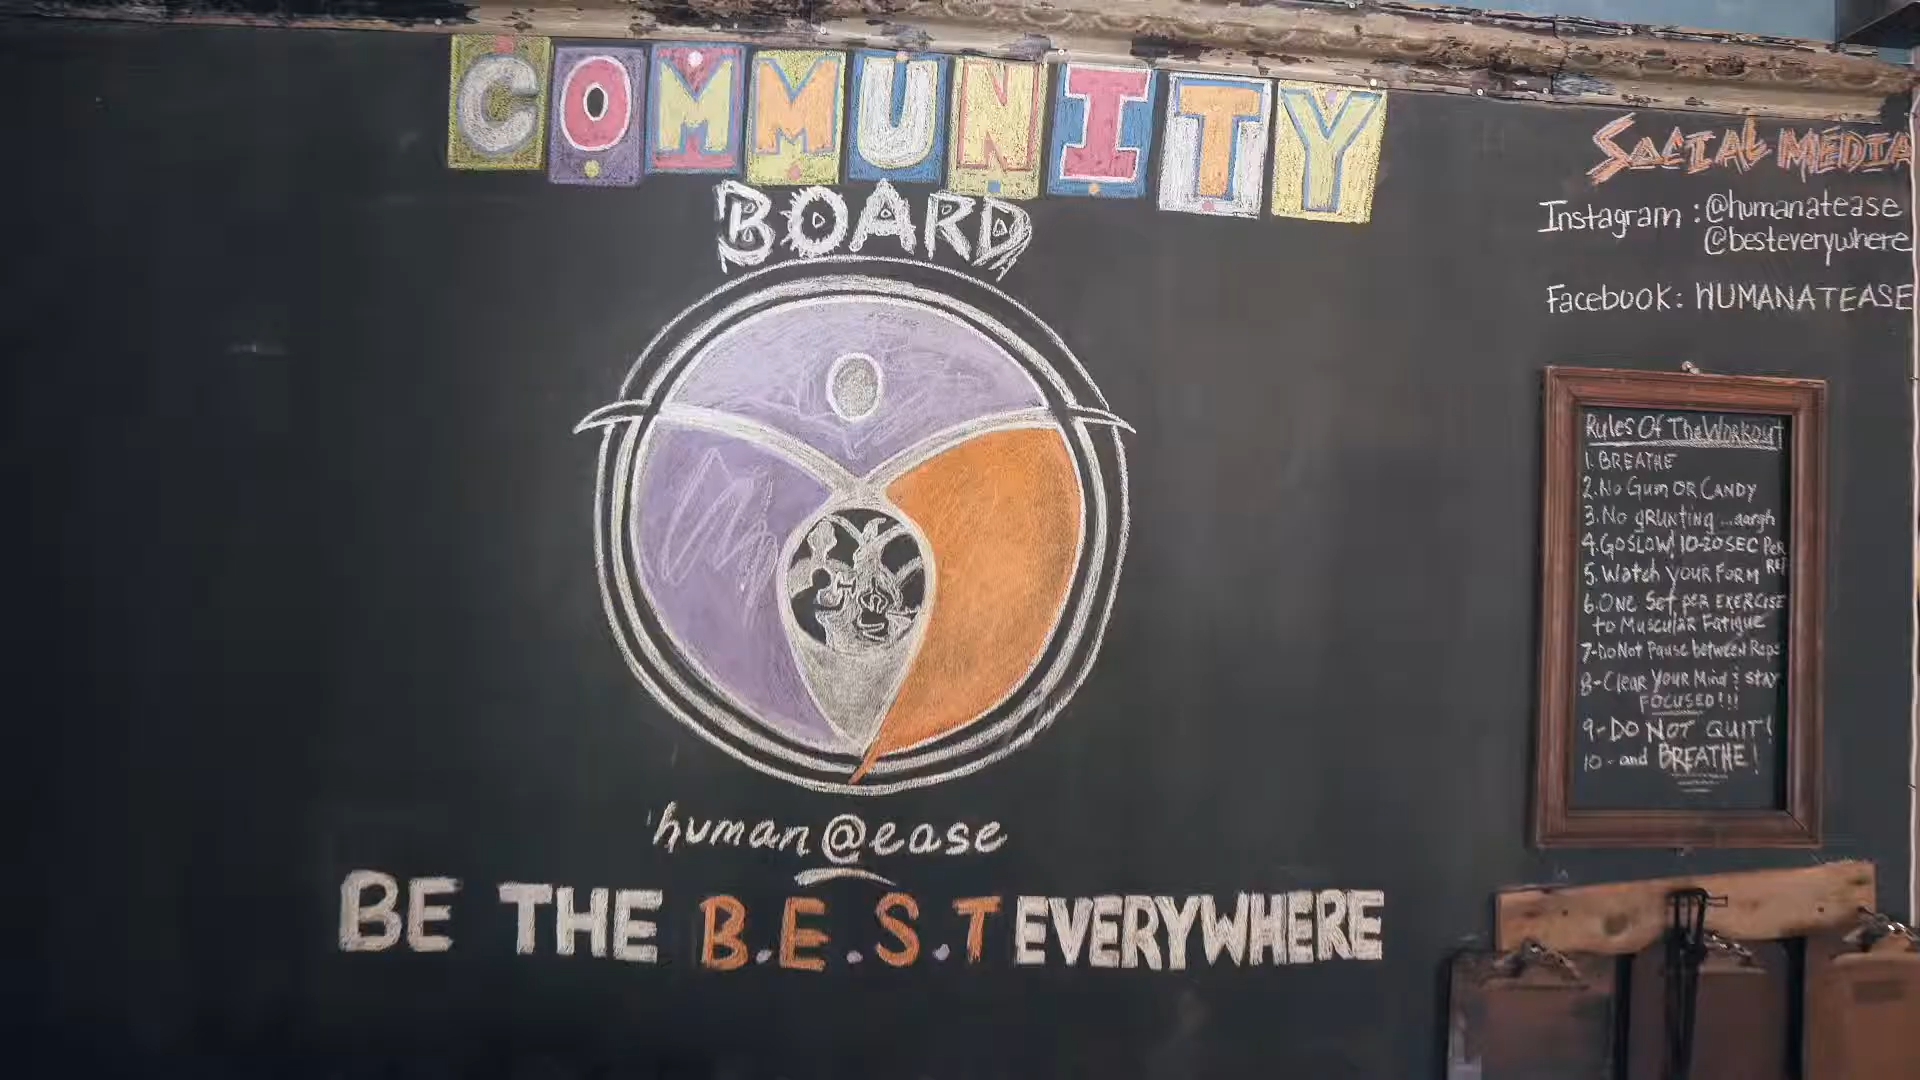 COMMUNITY
BOARD
human@ease
BE THE B.E.S.T EVERYWHERE
SOCIAL MEDIA
Instagram : @humanatease
@besteverywhere
Facebook: HUMANATEASE
Rules Of The Workout
1. BREATHE
2. No Gum OR CANDY
3. No gRUNting ...aargh
4. GO SLOW! 10-20 SEC Per
REP
5. Watch YOUR FORM
6. ONE Set per EXERCISE
to Muscular Fatigue
7- Do Not Pause between Reps
8- Clear YOUR Mind & STAY
FOCUSED!!!
9- DO NOT QUIT!
10 - and BREATHE!